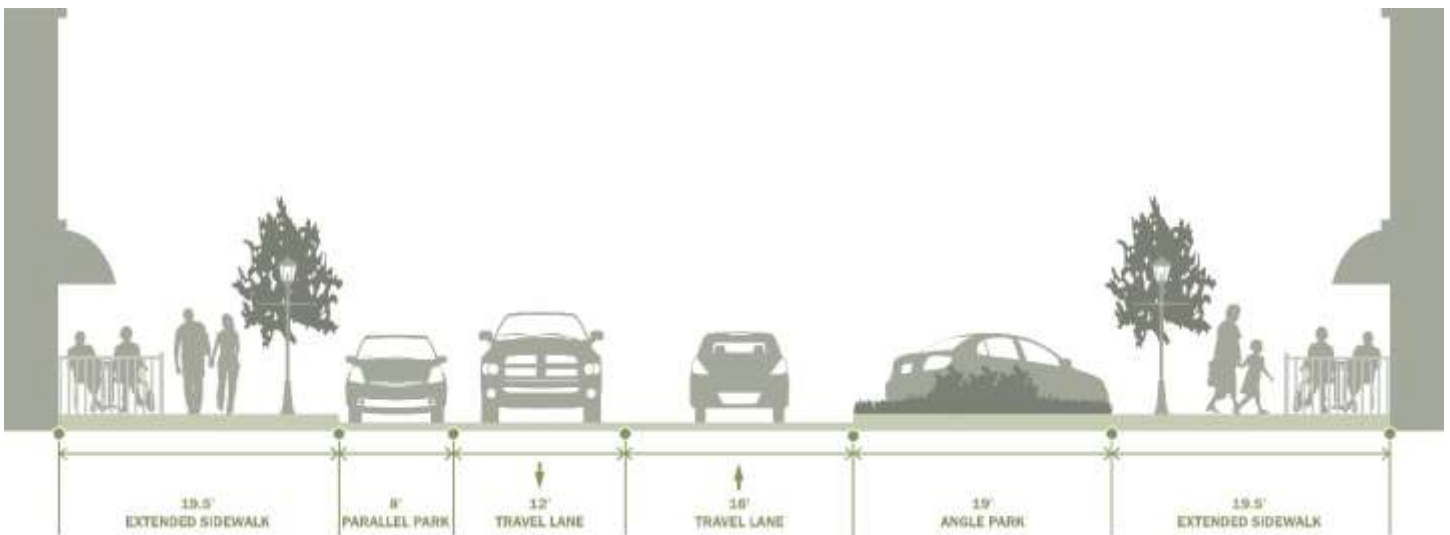 19.5'
EXTENDED SIDEWALK
8'
PARALLEL PARK
12'
TRAVEL LANE
16'
TRAVEL LANE
19'
ANGLE PARK
19.5'
EXTENDED SIDEWALK